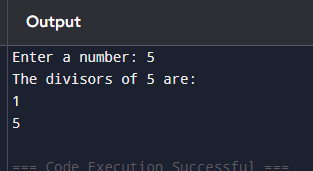 Output
Enter a number: 5
The divisors of 5 are:
1
5
=== Code Execution Successful ===